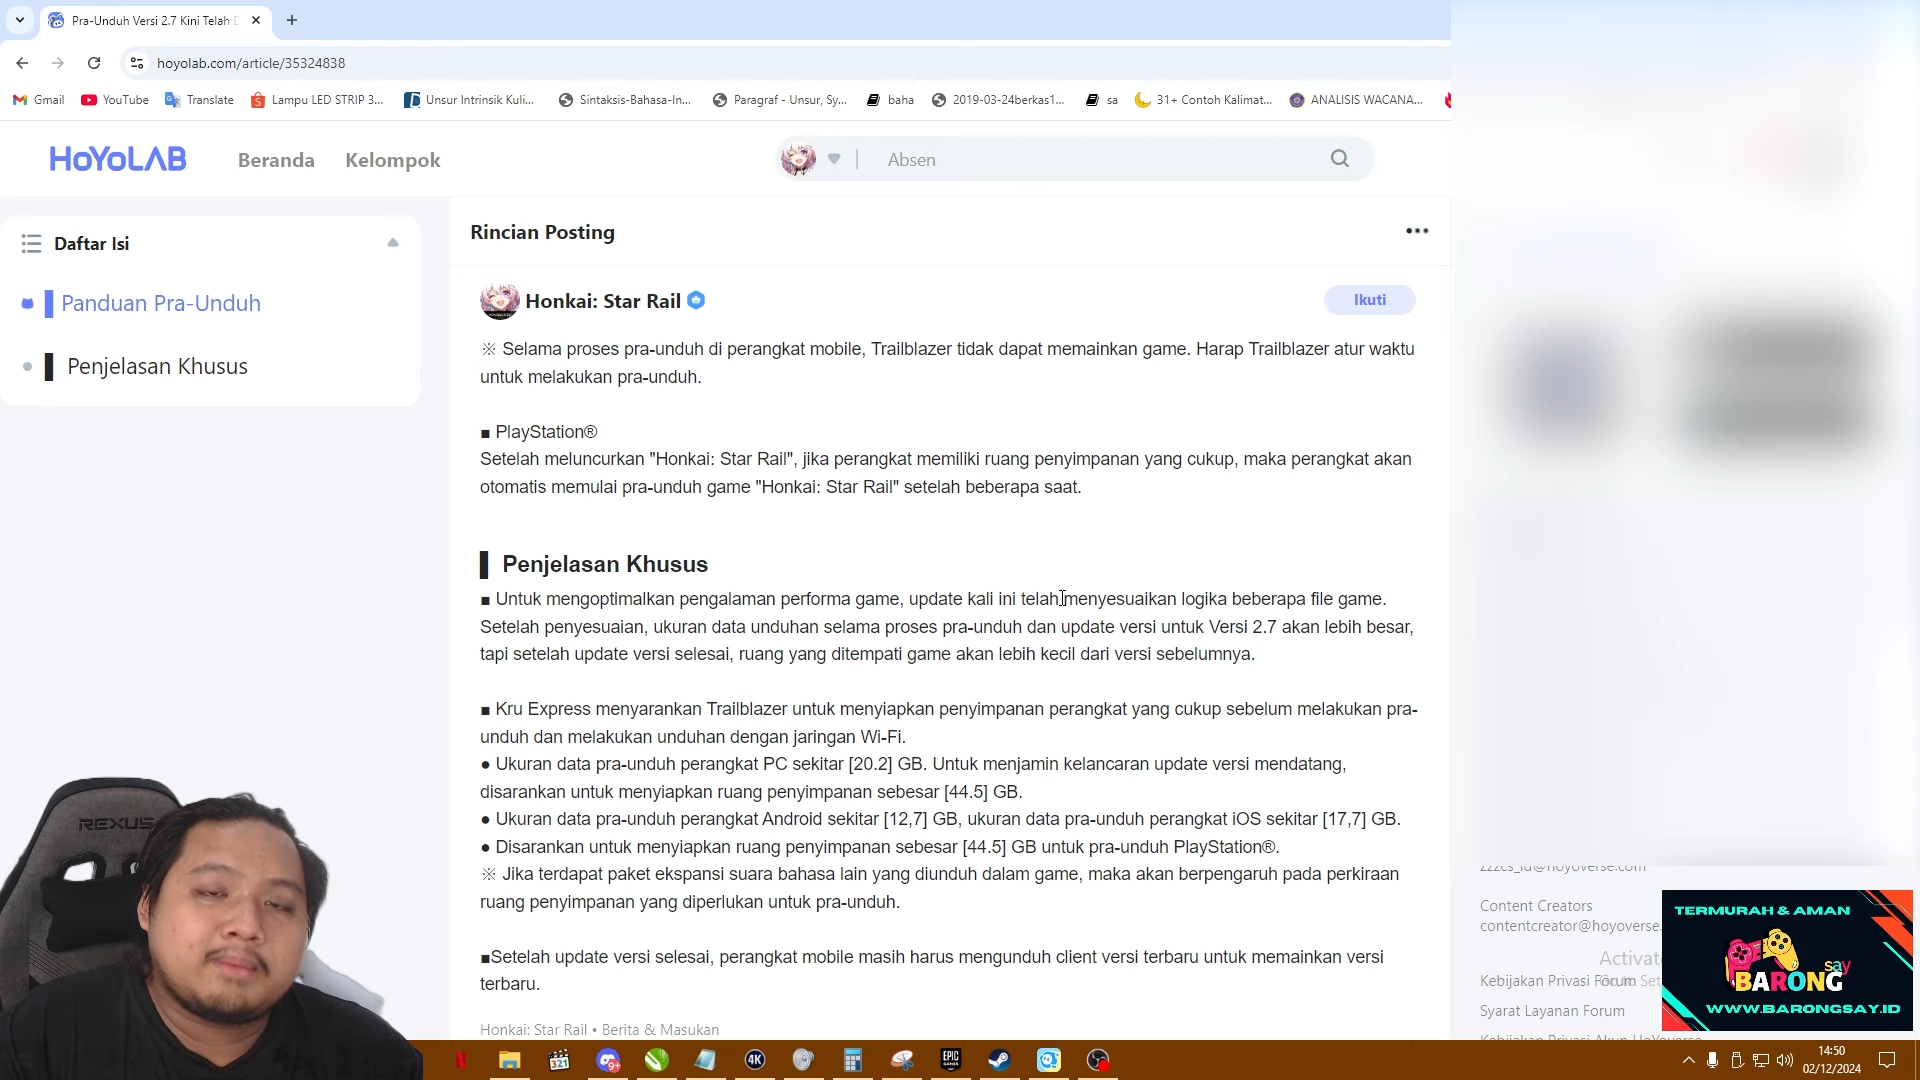 Pra-Unduh Versi 2.7 Kini Telah D
hoyolab.com/article/35324838
Gmail
YouTube
Translate
Lampu LED STRIP 3...
Unsur Intrinsik Kuli...
Sintaksis-Bahasa-In...
Paragraf - Unsur, Sy...
baha
2019-03-24berkas1...
sa
31+ Contoh Kalimat...
ANALISIS WACANA...
HoYoLAB
Beranda
Kelompok
Absen
Daftar Isi
Panduan Pra-Unduh
Penjelasan Khusus
Rincian Posting
Honkai: Star Rail
Ikuti
※ Selama proses pra-unduh di perangkat mobile, Trailblazer tidak dapat memainkan game. Harap Trailblazer atur waktu
untuk melakukan pra-unduh.
■ PlayStation®
Setelah meluncurkan "Honkai: Star Rail", jika perangkat memiliki ruang penyimpanan yang cukup, maka perangkat akan
otomatis memulai pra-unduh game "Honkai: Star Rail" setelah beberapa saat.
Penjelasan Khusus
■ Untuk mengoptimalkan pengalaman performa game, update kali ini telah menyesuaikan logika beberapa file game.
Setelah penyesuaian, ukuran data unduhan selama proses pra-unduh dan update versi untuk Versi 2.7 akan lebih besar,
tapi setelah update versi selesai, ruang yang ditempati game akan lebih kecil dari versi sebelumnya.
■ Kru Express menyarankan Trailblazer untuk menyiapkan penyimpanan perangkat yang cukup sebelum melakukan pra-
unduh dan melakukan unduhan dengan jaringan Wi-Fi.
● Ukuran data pra-unduh perangkat PC sekitar [20.2] GB. Untuk menjamin kelancaran update versi mendatang,
disarankan untuk menyiapkan ruang penyimpanan sebesar [44.5] GB.
● Ukuran data pra-unduh perangkat Android sekitar [12,7] GB, ukuran data pra-unduh perangkat iOS sekitar [17,7] GB.
● Disarankan untuk menyiapkan ruang penyimpanan sebesar [44.5] GB untuk pra-unduh PlayStation®.
※ Jika terdapat paket ekspansi suara bahasa lain yang diunduh dalam game, maka akan berpengaruh pada perkiraan
ruang penyimpanan yang diperlukan untuk pra-unduh.
■Setelah update versi selesai, perangkat mobile masih harus mengunduh client versi terbaru untuk memainkan versi
terbaru.
Honkai: Star Rail • Berita & Masukan
zzzcs_id@hoyoverse.com
Content Creators
contentcreator@hoyoverse.
Activat
Kebijakan Privasi Forum
Syarat Layanan Forum
TERMURAH & AMAN
BARONG
say
WWW.BARONGSAY.ID
REXUS
321
9+
4K
EPIC
GAMES
14:50
02/12/2024